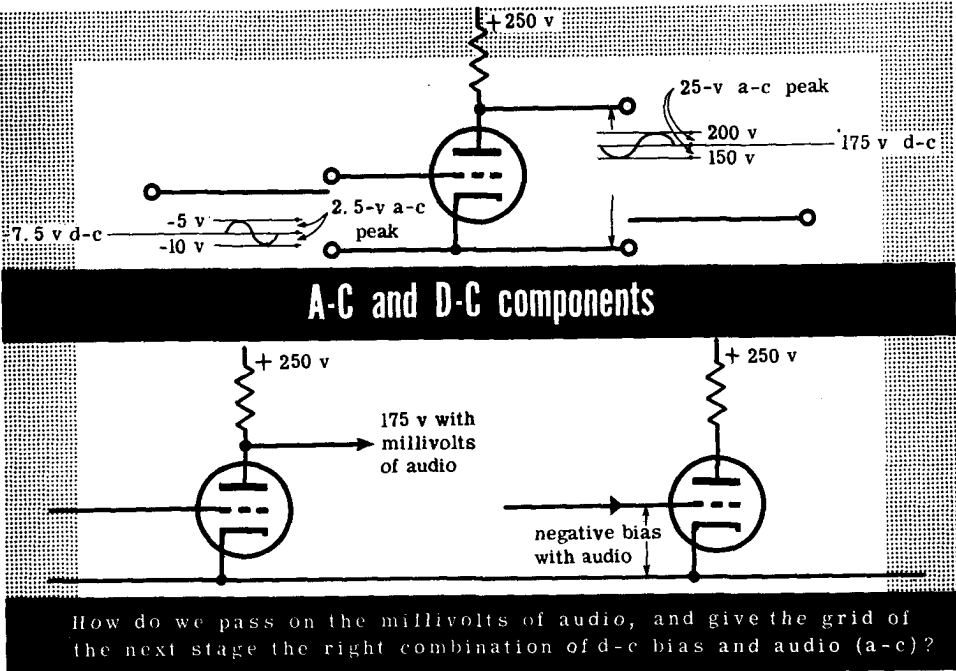 + 250 v
25-v a-c peak
200 v
175 v d-c
150 v
-5 v
2.5-v a-c
-7.5 v d-c
peak
-10 v
A-C and D-C components
+ 250 v
+ 250 v
175 v with
millivolts
of audio
negative bias
with audio
How do we pass on the millivolts of audio, and give the grid of
the next stage the right combination of d-c bias and audio (a-c)?